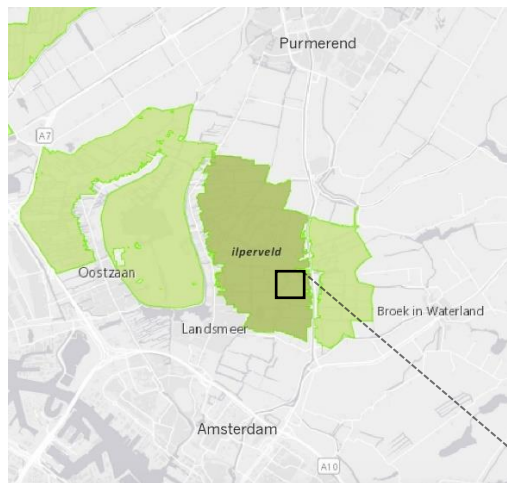 Purmerend
A7
ilperveld
Oostzaan
Broek in Waterland
Landsmeer
Amsterdam
A10